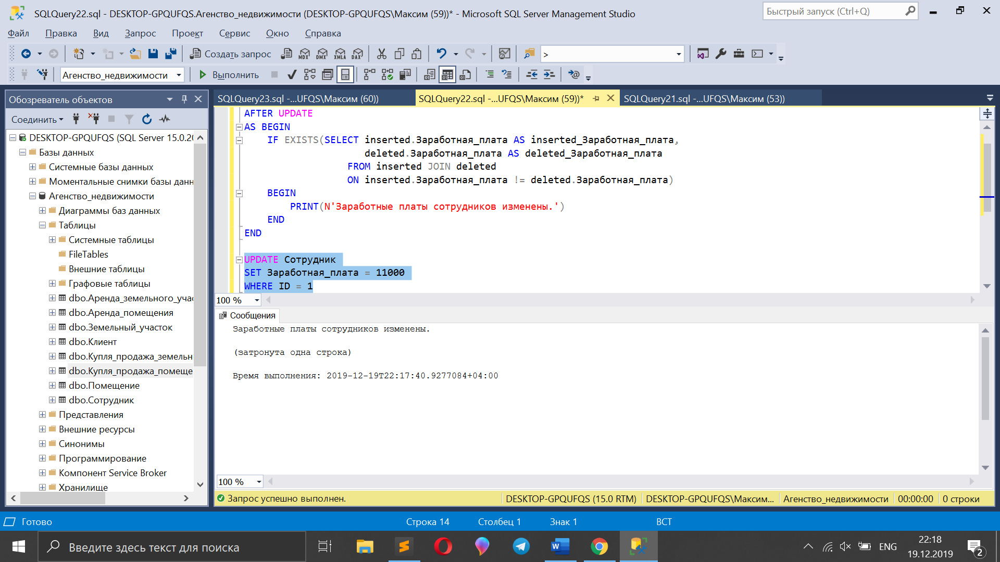 SQLQuery22.sql - DESKTOP-GPQUFQS.Агенство_недвижимости (DESKTOP-GPQUFQS\Максим (59))* - Microsoft SQL Server Management Studio
Быстрый запуск (Ctrl+Q)
Файл Правка Вид Запрос Проект Сервис Окно Справка
Создать запрос MDX DMX XMLA DAX >
Агенство_недвижимости Выполнить
Обозреватель объектов
SQLQuery23.sql -...UFQS\Максим (60)) SQLQuery22.sql -...UFQS\Максим (59))* SQLQuery21.sql -...UFQS\Максим (53))
Соединить
DESKTOP-GPQUFQS (SQL Server 15.0.20
Базы данных
Системные базы данных
Моментальные снимки базы данн
Агенство_недвижимости
Диаграммы баз данных
Таблицы
Системные таблицы
FileTables
Внешние таблицы
Графовые таблицы
dbo.Аренда_земельного_учас
dbo.Аренда_помещения
dbo.Земельный_участок
dbo.Клиент
dbo.Купля_продажа_земельн
dbo.Купля_продажа_помеще
dbo.Помещение
dbo.Сотрудник
Представления
Внешние ресурсы
Синонимы
Программирование
Компонент Service Broker
Хранилище
AFTER UPDATE
AS BEGIN
IF EXISTS(SELECT inserted.Заработная_плата AS inserted_Заработная_плата,
deleted.Заработная_плата AS deleted_Заработная_плата
FROM inserted JOIN deleted
ON inserted.Заработная_плата != deleted.Заработная_плата)
BEGIN
PRINT(N'Заработные платы сотрудников изменены.')
END
END
UPDATE Сотрудник
SET Заработная_плата = 11000
WHERE ID = 1
100 %
Сообщения
Заработные платы сотрудников изменены.
(затронута одна строка)
Время выполнения: 2019-12-19T22:17:40.9277084+04:00
100 %
Запрос успешно выполнен. DESKTOP-GPQUFQS (15.0 RTM) DESKTOP-GPQUFQS\Максим... Агенство_недвижимости 00:00:00 0 строки
Готово Строка 14 Столбец 1 Знак 1 ВСТ
Введите здесь текст для поиска
ENG
22:18
19.12.2019
2